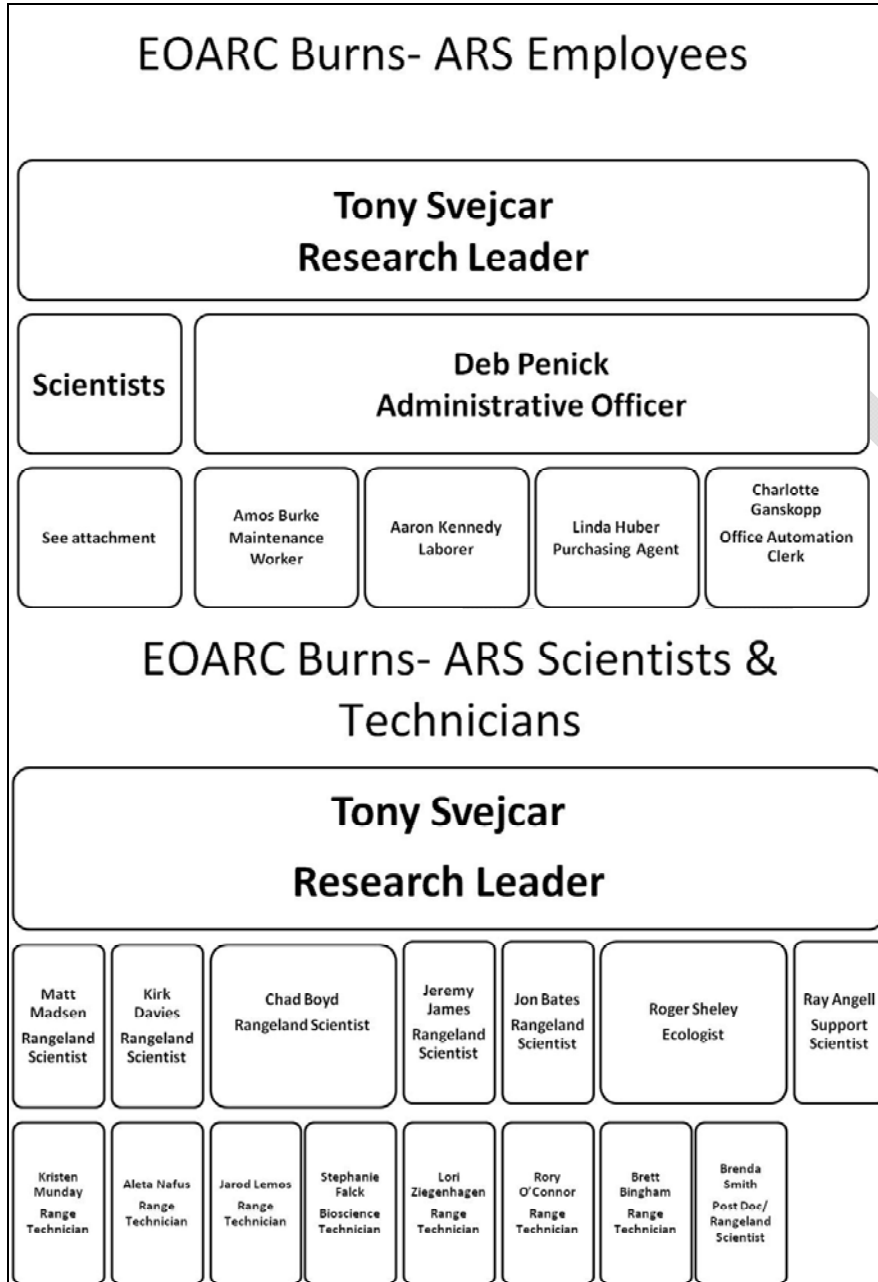 EOARC Burns- ARS Employees
Tony Svejcar
Research Leader
Scientists
Deb Penick
Administrative Officer
See attachment
Amos Burke
Maintenance
Worker
Aaron Kennedy
Laborer
Linda Huber
Purchasing Agent
Charlotte
Ganskopp
Office Automation
Clerk
EOARC Burns- ARS Scientists &
Technicians
Tony Svejcar
Research Leader
Matt
Madsen
Rangeland
Scientist
Kirk
Davies
Rangeland
Scientist
Chad Boyd
Rangeland Scientist
Jeremy
James
Rangeland
Scientist
Jon Bates
Rangeland
Scientist
Roger Sheley
Ecologist
Ray Angell
Support
Scientist
Kristen
Munday
Range
Technician
Aleta Nafus
Range
Technician
Jarod Lemos
Range
Technician
Stephanie
Falck
Bioscience
Technician
Lori
Ziegenhagen
Range
Technician
Rory
O'Connor
Range
Technician
Brett
Bingham
Range
Technician
Brenda
Smith
Post Doc/
Rangeland
Scientist